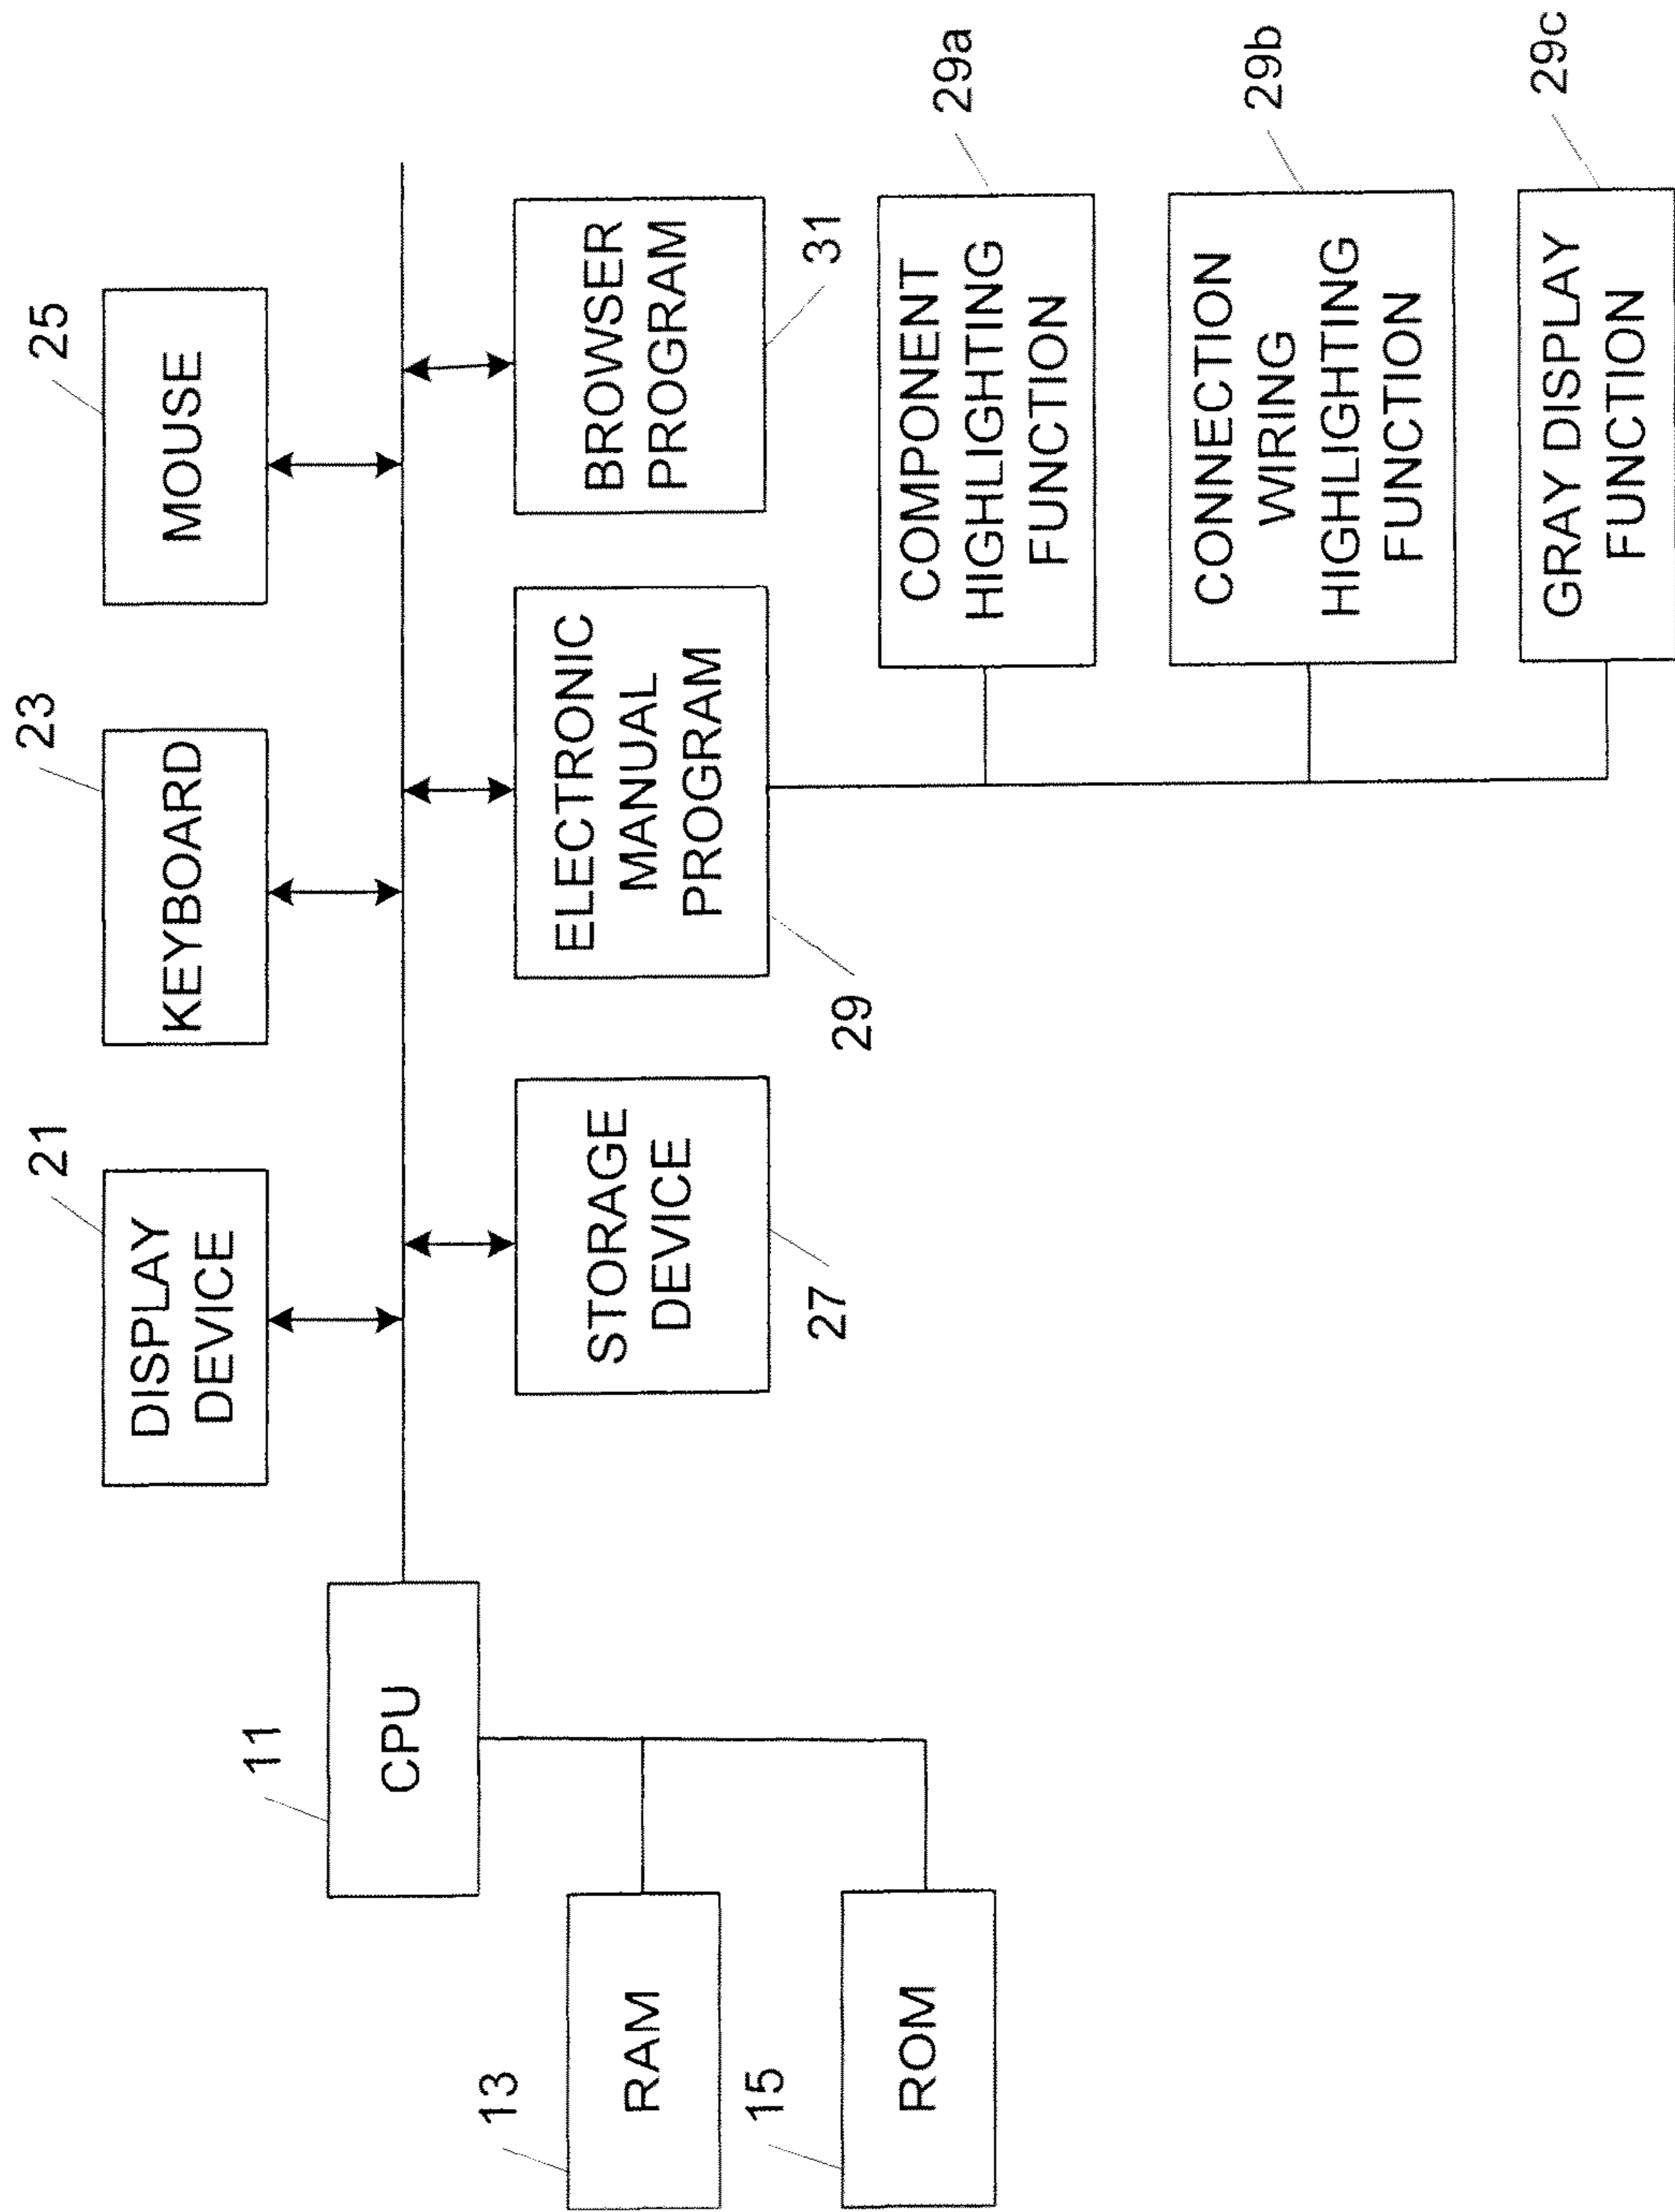 21
DISPLAY
DEVICE
23
KEYBOARD
25
MOUSE
11
CPU
13
RAM
15
ROM
STORAGE
DEVICE
27
ELECTRONIC
MANUAL
PROGRAM
29
BROWSER
PROGRAM
31
COMPONENT
HIGHLIGHTING
FUNCTION
29a
CONNECTION
WIRING
HIGHLIGHTING
FUNCTION
29b
GRAY DISPLAY
FUNCTION
29c